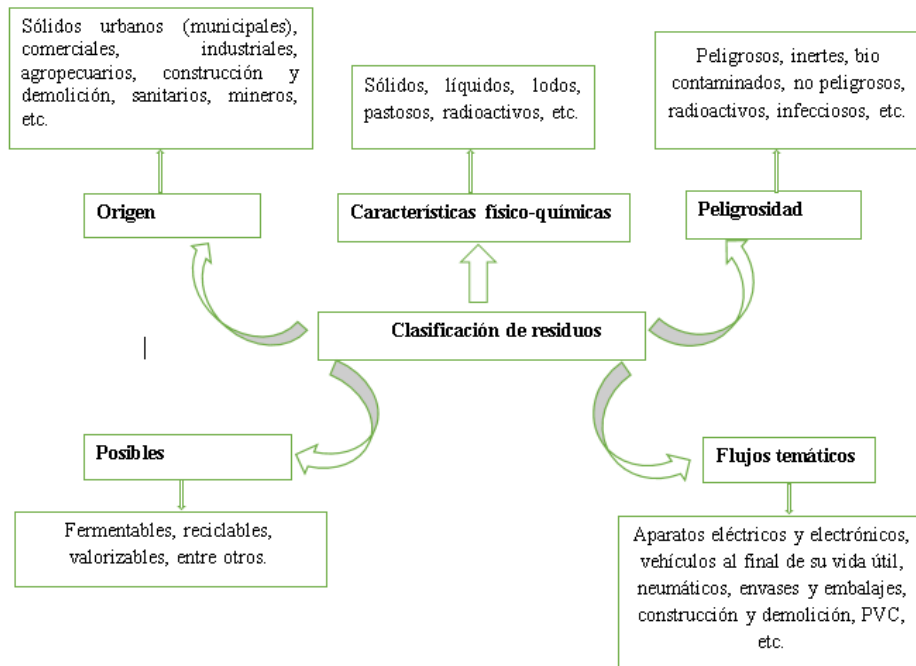 Sólidos urbanos (municipales),
comerciales, industriales,
agropecuarios, construcción y
demolición, sanitarios, mineros,
etc.
Sólidos, líquidos, lodos,
pastosos, radioactivos, etc.
Peligrosos, inertes, bio
contaminados, no peligrosos,
radioactivos, infecciosos, etc.
Origen
Características físico-químicas
Peligrosidad
Clasificación de residuos
Posibles
Flujos temáticos
Fermentables, reciclables,
valorizables, entre otros.
Aparatos eléctricos y electrónicos,
vehículos al final de su vida útil,
neumáticos, envases y embalajes,
construcción y demolición, PVC,
etc.